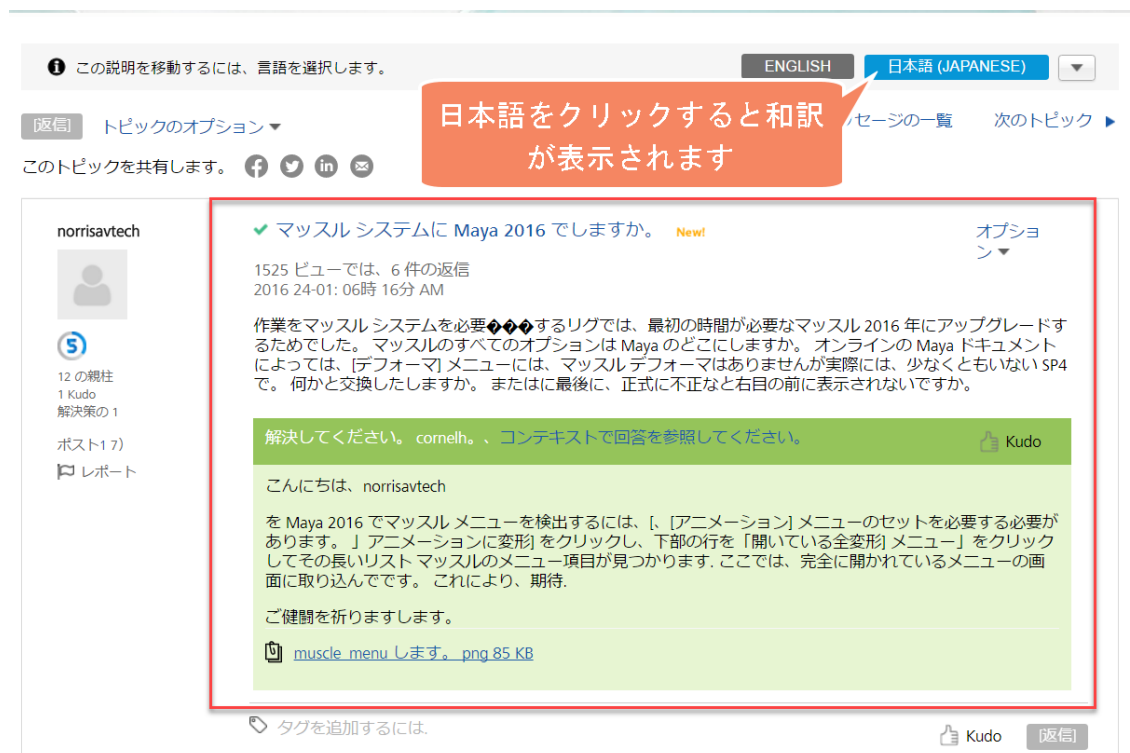 この説明を移動するには、言語を選択します。
ENGLISH
日本語 (JAPANESE)
[返信]
トピックのオプション
日本語をクリックすると和訳
が表示されます
セージの一覧
次のトピック
このトピックを共有します。
norrisavtech
マッスル システムに Maya 2016 でしますか。 New!
オプショ
ン
1525 ビューでは、6 件の返信
2016 24-01: 06時 16分 AM
作業をマッスル システムを必要���するリグでは、最初の時間が必要なマッスル 2016 年にアップグレードす
るためでした。 マッスルのすべてのオプションは Maya のどこにしますか。 オンラインの Maya ドキュメント
によっては、[デフォーマ] メニューには、マッスル デフォーマはありませんが実際には、少なくともいない SP4
で。 何かと交換したしますか。 またはに最後に、正式に不正なと右目の前に表示されないですか。
5
12 の親柱
1 Kudo
解決策の 1
ポスト1 7)
レポート
解決してください。 cornelh。、コンテキストで回答を参照してください。
Kudo
こんにちは、norrisavtech
を Maya 2016 でマッスル メニューを検出するには、[、[アニメーション] メニューのセットを必要する必要が
あります。 」アニメーションに変形] をクリックし、下部の行を「開いている全変形] メニュー」をクリック
してその長いリスト マッスルのメニュー項目が見つかります. ここでは、完全に開かれているメニューの画
面に取り込んでです。 これにより、期待.
ご健闘を祈りますします。
muscle_menu します。 png 85 KB
タグを追加するには.
Kudo
[返信]